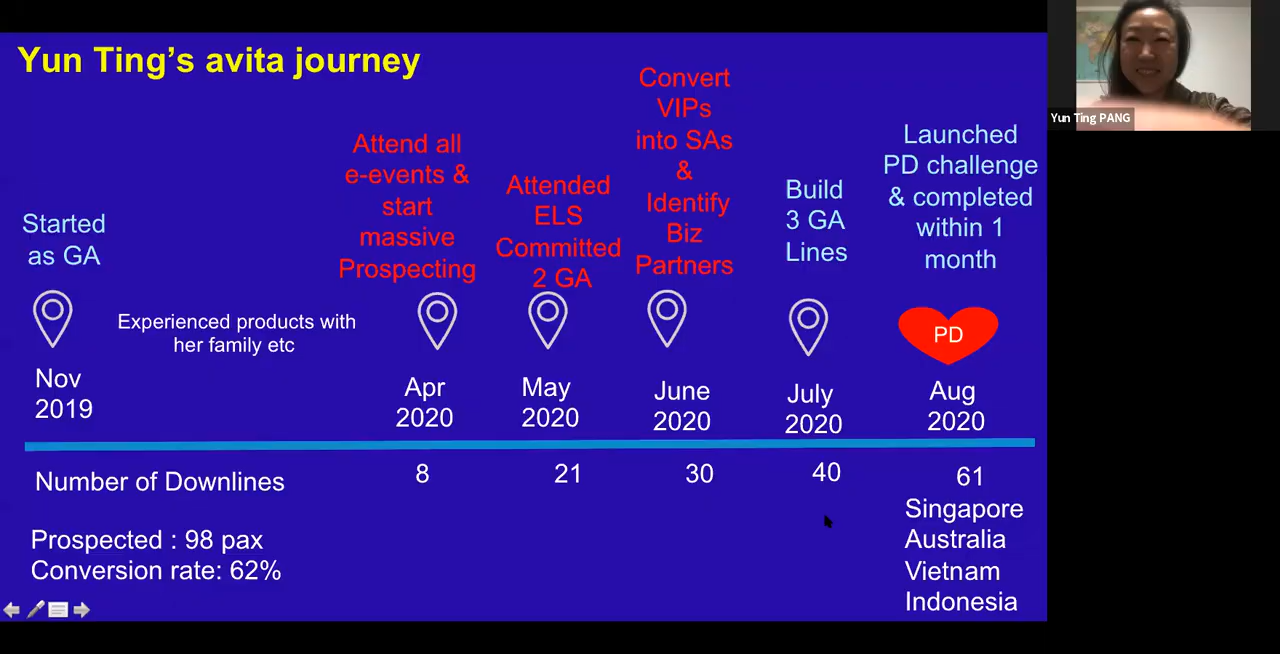 Yun Ting's avita journey
Started
as GA
Experienced products with
her family etc
Attend all
e-events &
start
massive
Prospecting
Attended
ELS
Committed
2 GA
Convert
VIPs
into SAs
&
Identify
Biz
Partners
Build
3 GA
Lines
Launched
PD challenge
& completed
within 1
month
PD
Nov
2019
Apr
2020
May
2020
June
2020
July
2020
Aug
2020
Number of Downlines
8
21
30
40
61
Singapore
Australia
Vietnam
Indonesia
Prospected : 98 pax
Conversion rate: 62%
Yun Ting PANG